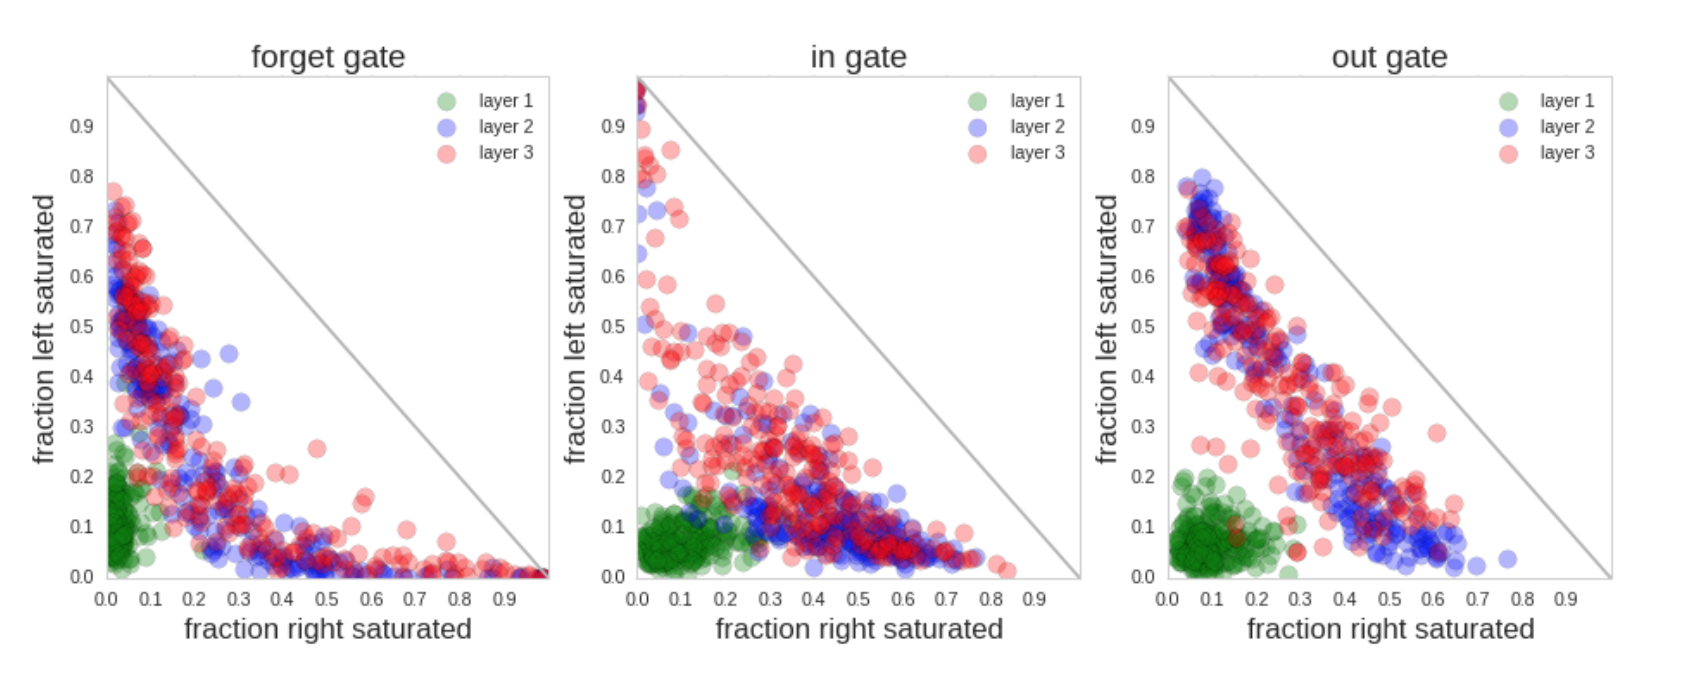 forget gate
in gate
out gate
layer 1
layer 2
layer 3
layer 1
layer 2
layer 3
layer 1
layer 2
layer 3
fraction left saturated
0.9
0.8
0.7
0.6
0.5
0.4
0.3
0.2
0.1
0.0
0.0 0.1 0.2 0.3 0.4 0.5 0.6 0.7 0.8 0.9
fraction right saturated
fraction left saturated
0.9
0.8
0.7
0.6
0.5
0.4
0.3
0.2
0.1
0.0
0.0 0.1 0.2 0.3 0.4 0.5 0.6 0.7 0.8 0.9
fraction right saturated
fraction left saturated
0.9
0.8
0.7
0.6
0.5
0.4
0.3
0.2
0.1
0.0
0.0 0.1 0.2 0.3 0.4 0.5 0.6 0.7 0.8 0.9
fraction right saturated